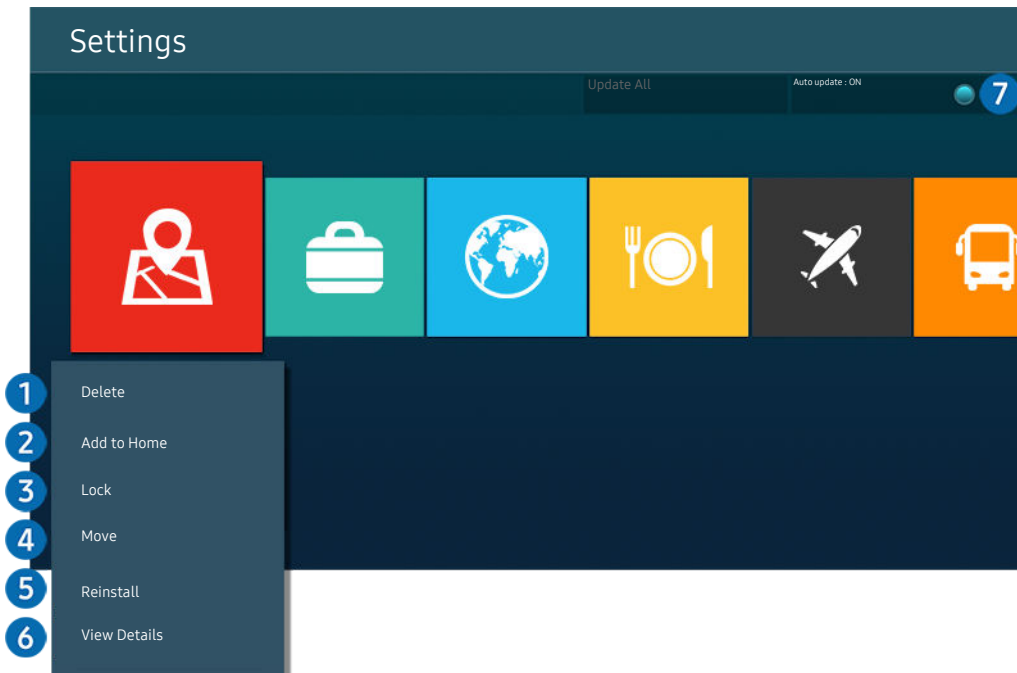 Settings
Update All
Auto update : ON
7
1 Delete
2 Add to Home
3 Lock
4 Move
5 Reinstall
6 View Details